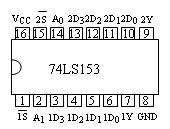 VCC 2S A0 2D3 2D2 2D1 2D0 2Y
16 15 14 13 12 11 10 9
74LS153
1 2 3 4 5 6 7 8
1S A1 1D3 1D2 1D1 1D0 1Y GND